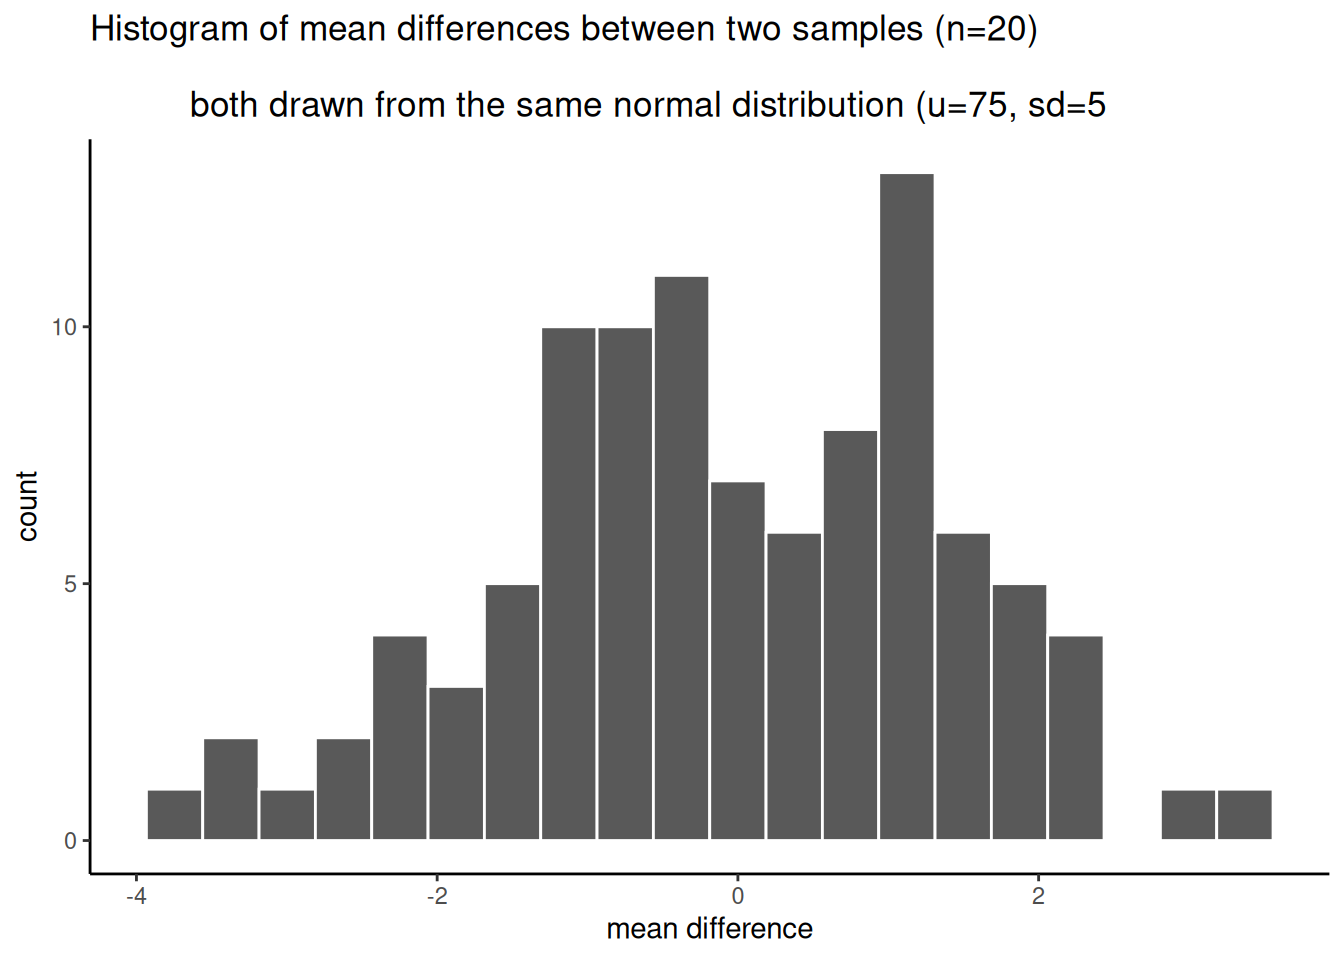 Histogram of mean differences between two samples (n=20)
both drawn from the same normal distribution (u=75, sd=5
10
5
0
count
-4
-2
0
2
mean difference